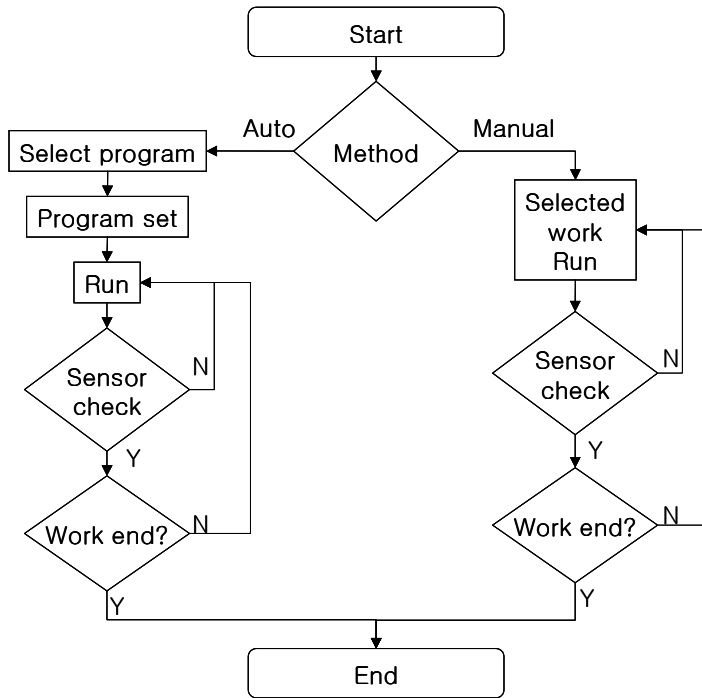 Start
Method
Auto
Manual
Select program
Program set
Run
Sensor
check
N
Y
Work end?
N
Y
Selected
work
Run
Sensor
check
N
Y
Work end?
N
Y
End